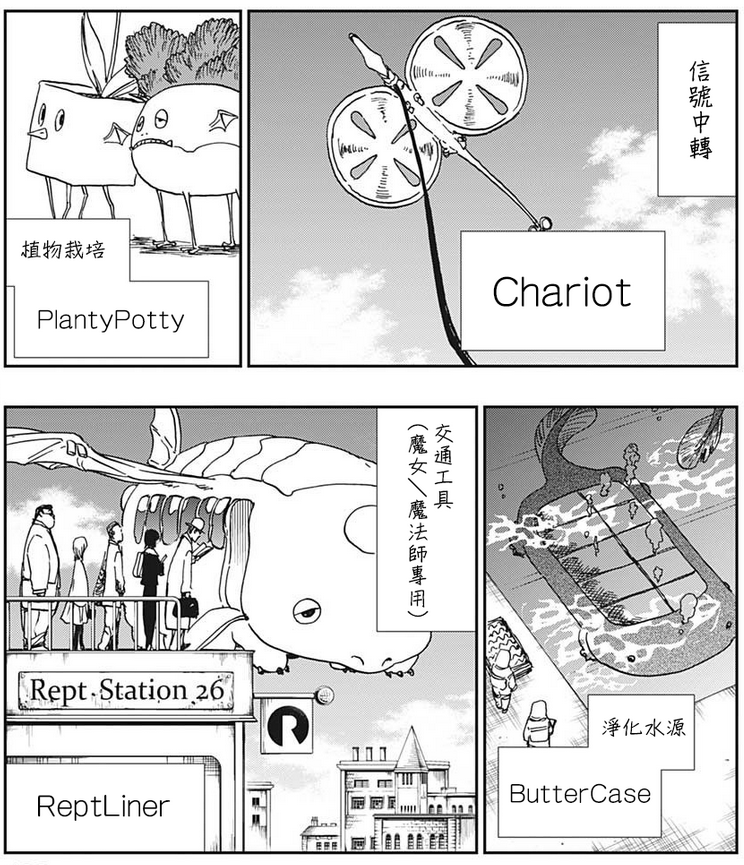 信號中轉
Chariot
植物栽培
PlantyPotty
淨化水源
ButterCase
交通工具
(魔女\魔法師專用)
Rept Station 26
R
ReptLiner